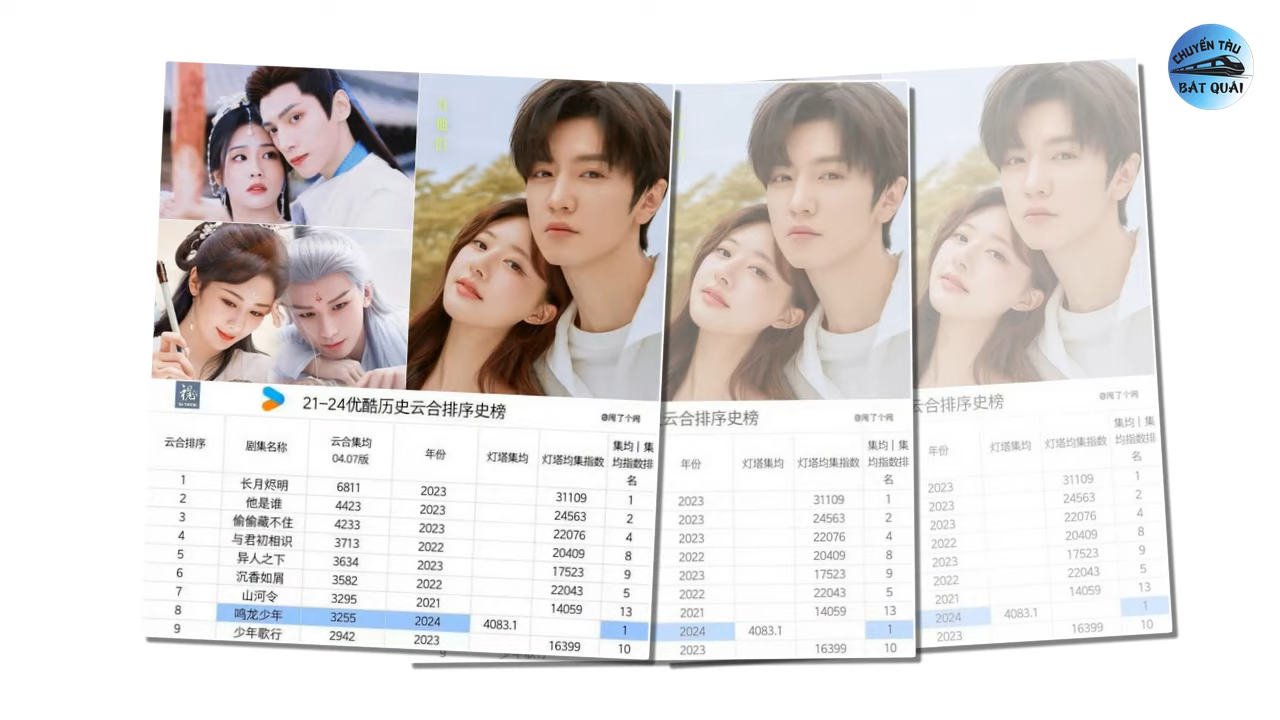 CHUYẾN TÀU
BÁT QUÁI
21-24优酷历史云合排序史榜
@闯了个网
云合排序 剧集名称 云合集均 04.07版 年份 灯塔集均 灯塔均集指数 集均|集均指数排名
1 长月烬明 6811 2023 31109 1
2 他是谁 4423 2023 24563 2
3 偷偷藏不住 4233 2023 22076 4
4 与君初相识 3713 2022 20409 8
5 异人之下 3634 2023 17523 9
6 沉香如屑 3582 2022 22043 5
7 山河令 3295 2021 14059 13
8 鸣龙少年 3255 2024 4083.1 1
9 少年歌行 2942 2023 16399 10
云合排序史榜
@闯了个网
年份 灯塔集均 灯塔均集指数 集均|集均指数排名
2023 31109 1
2023 24563 2
2023 22076 4
2022 20409 8
2023 17523 9
2022 22043 5
2021 14059 13
2024 4083.1 1
2023 16399 10
云合排序史榜
@闯了个网
年份 灯塔集均 灯塔均集指数 集均|集均指数排名
2023 31109 1
2023 24563 2
2023 22076 4
2022 20409 8
2023 17523 9
2022 22043 5
2021 14059 13
2024 4083.1 1
2023 16399 10